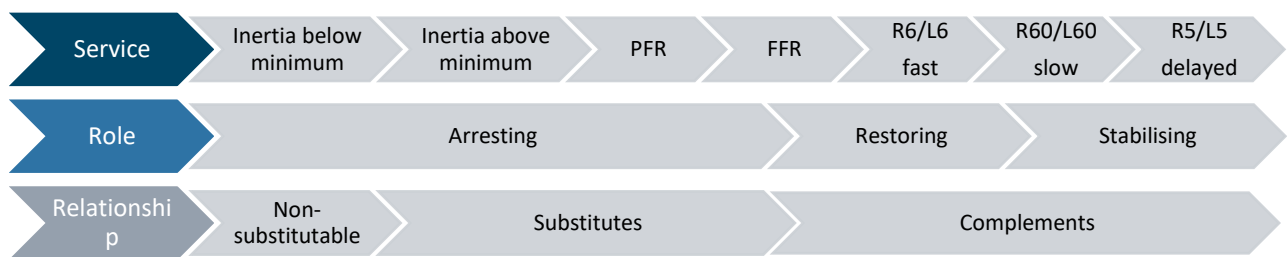 Service
Inertia below
minimum
Inertia above
minimum
PFR
FFR
R6/L6
fast
R60/L60
slow
R5/L5
delayed
Role
Arresting
Restoring
Stabilising
Relationshi
p
Non-
substitutable
Substitutes
Complements